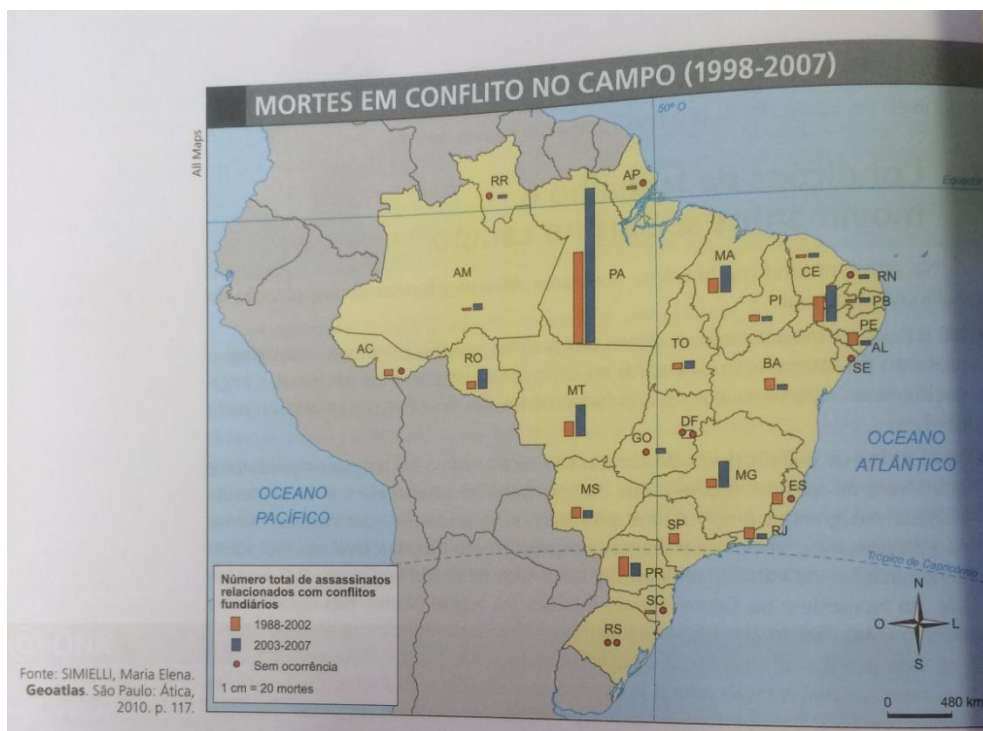 MORTES EM CONFLITO NO CAMPO (1998-2007)
All Maps
50º O
Equador
RR
AP
AM
PA
MA
CE
RN
PB
PI
PE
AL
SE
AC
RO
TO
BA
MT
DF
GO
OCEANO
ATLÂNTICO
MG
ES
OCEANO
PACÍFICO
MS
SP
RJ
Trópico de Capricórnio
PR
SC
RS
Número total de assassinatos
relacionados com conflitos
fundiários
1988-2002
2003-2007
Sem ocorrência
1 cm = 20 mortes
N
O
L
S
0 480 km
Fonte: SIMIELLI, Maria Elena.
Geoatlas. São Paulo: Ática,
2010. p. 117.